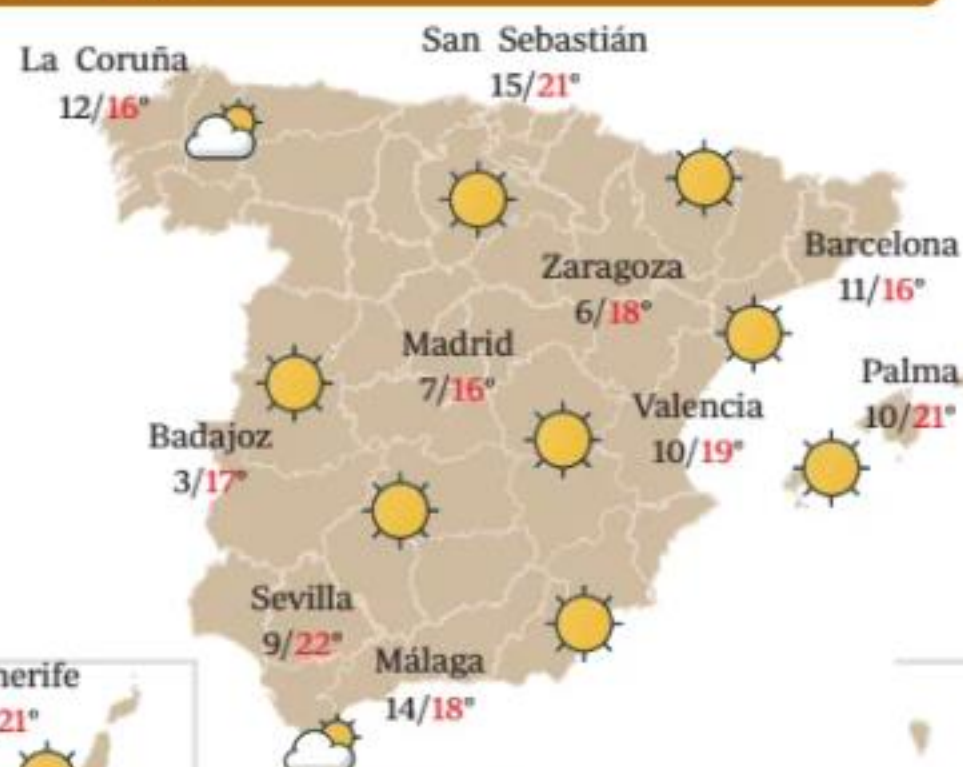 La Coruña
12/16°
San Sebastián
15/21°
Barcelona
11/16°
Zaragoza
6/18°
Madrid
7/16°
Palma
10/21°
Valencia
10/19°
Badajoz
3/17°
Sevilla
9/22°
Málaga
14/18°
nerife
21°